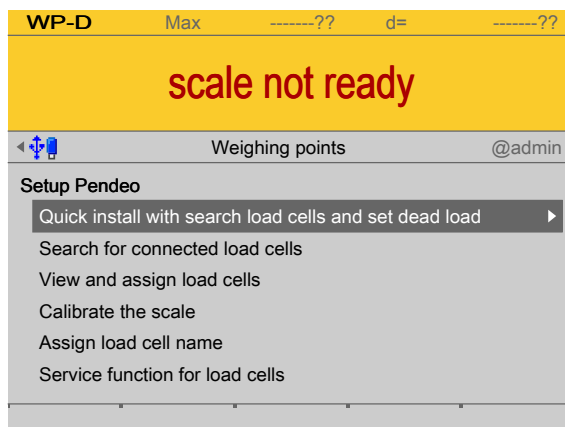 WP-D Max -------?? d= -------??
scale not ready
Weighing points @admin
Setup Pendeo
Quick install with search load cells and set dead load
Search for connected load cells
View and assign load cells
Calibrate the scale
Assign load cell name
Service function for load cells